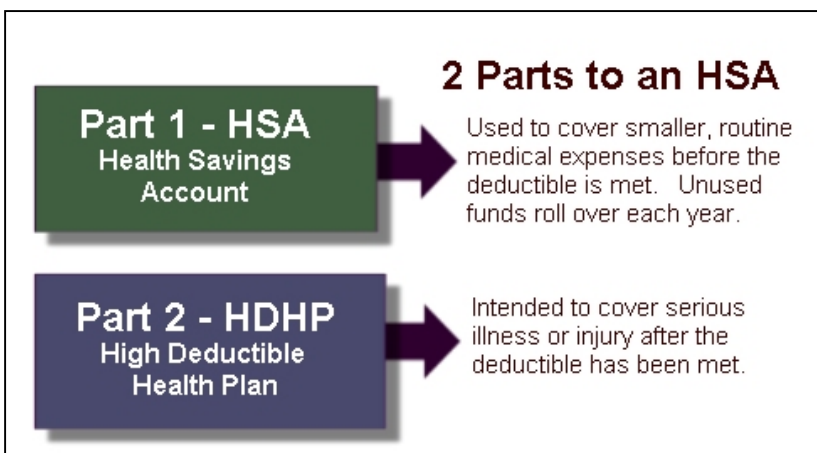 2 Parts to an HSA
Part 1 - HSA
Health Savings
Account
Used to cover smaller, routine
medical expenses before the
deductible is met.   Unused
funds roll over each year.
Part 2 - HDHP
High Deductible
Health Plan
Intended to cover serious
illness or injury after the
deductible has been met.